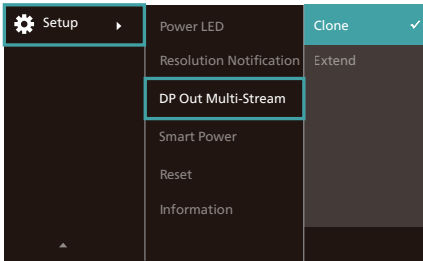 Setup
Power LED
Resolution Notification
DP Out Multi-Stream
Smart Power
Reset
Information
Clone
Extend